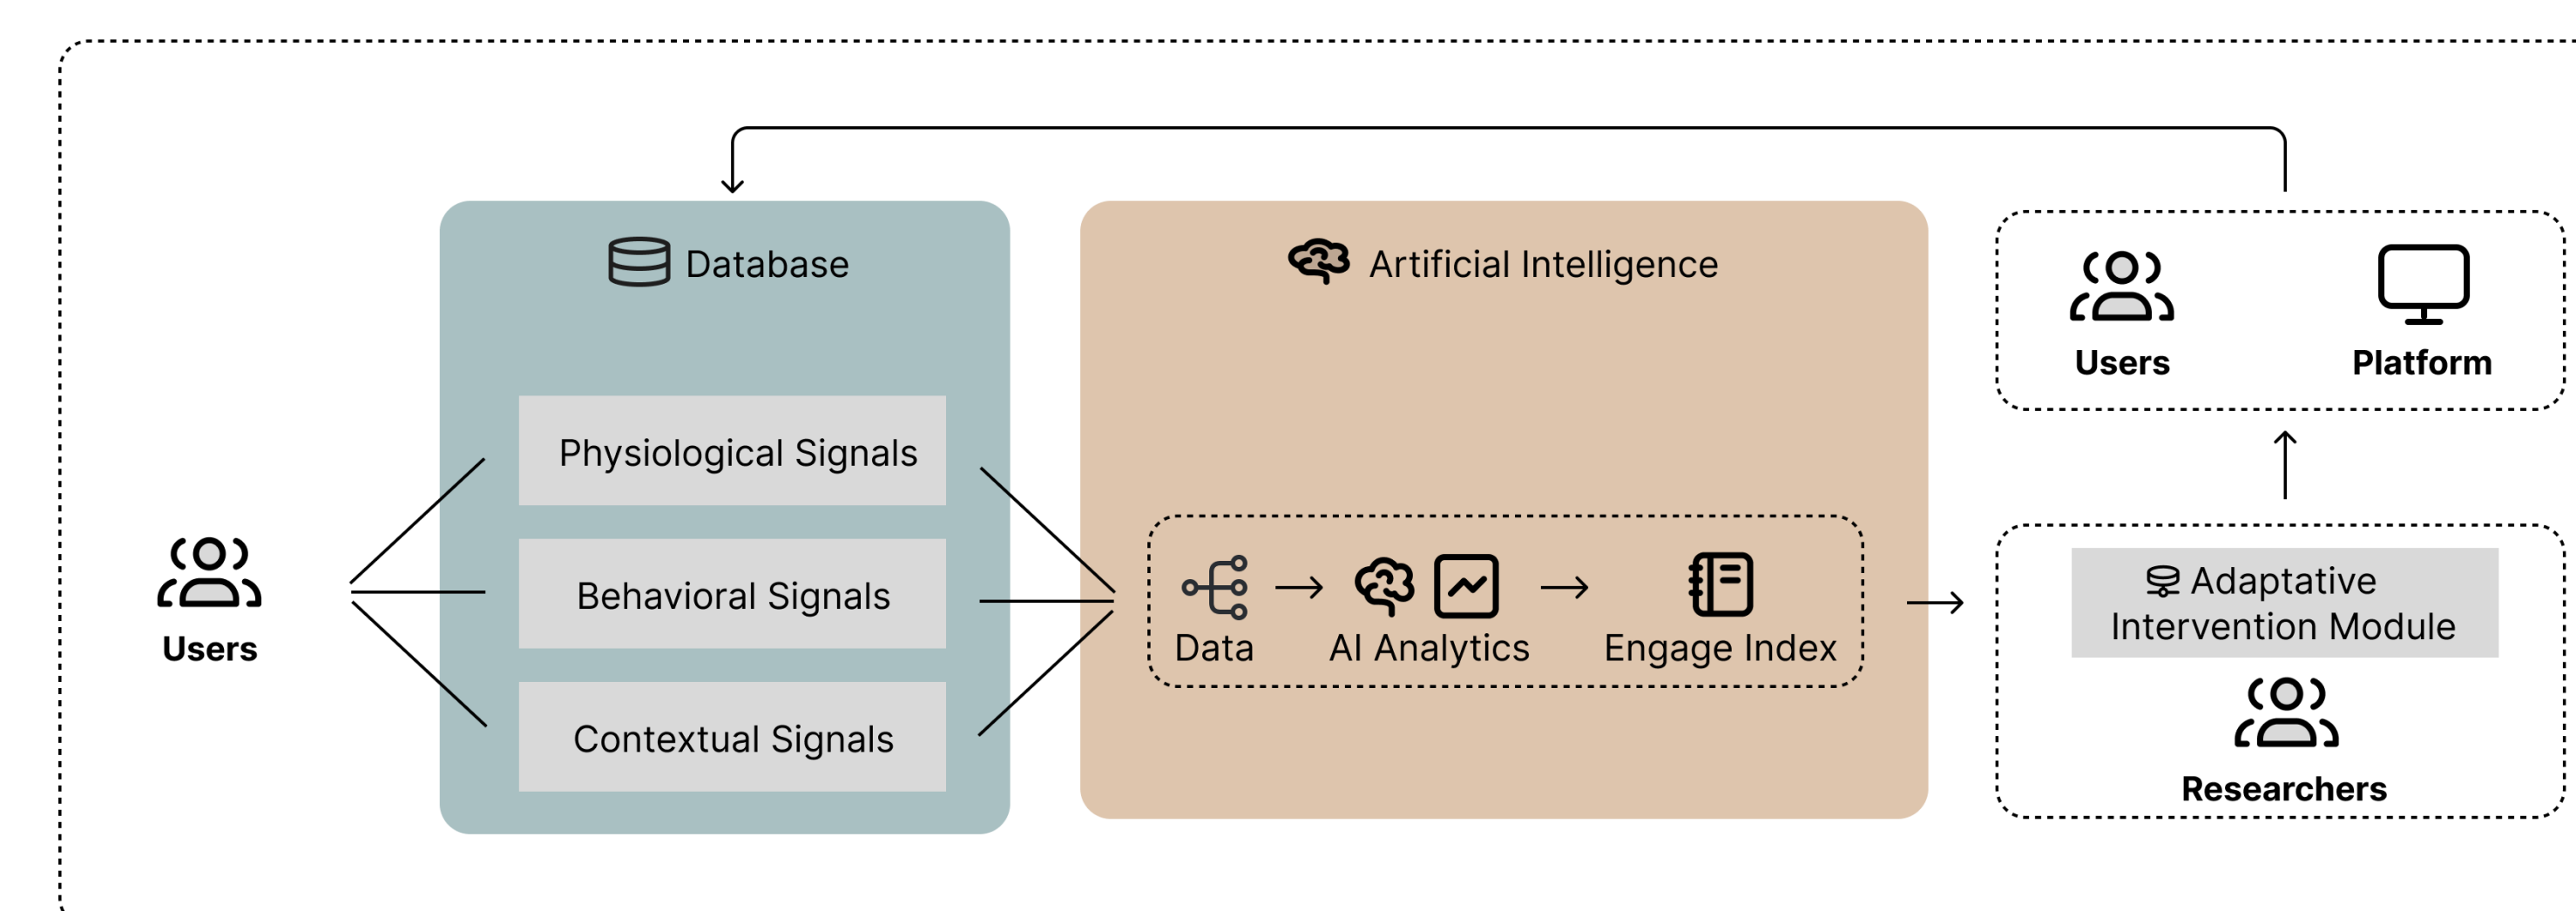 Database
Artificial Intelligence
Users
Platform
Physiological Signals
Behavioral Signals
Contextual Signals
Users
Data
AI Analytics
Engage Index
Adaptative
Intervention Module
Researchers